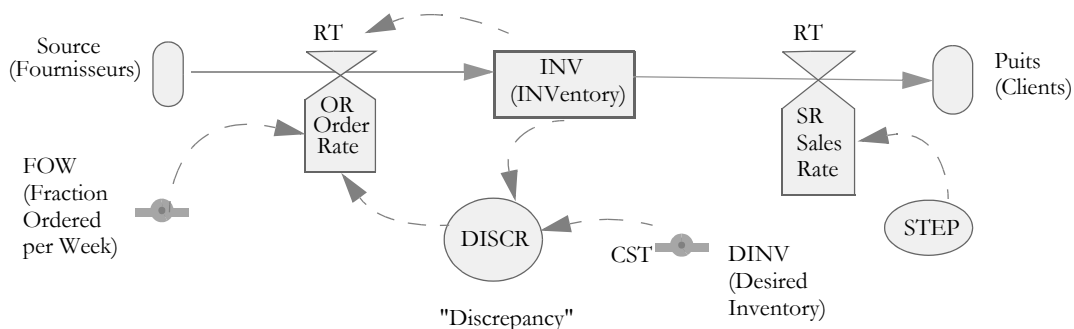 RT
RT
Source
(Fournisseurs)
INV
(INVentory)
Puits
(Clients)
OR
Order
Rate
SR
Sales
Rate
FOW
(Fraction
Ordered
per Week)
DISCR
CST
DINV
(Desired
Inventory)
STEP
"Discrepancy"